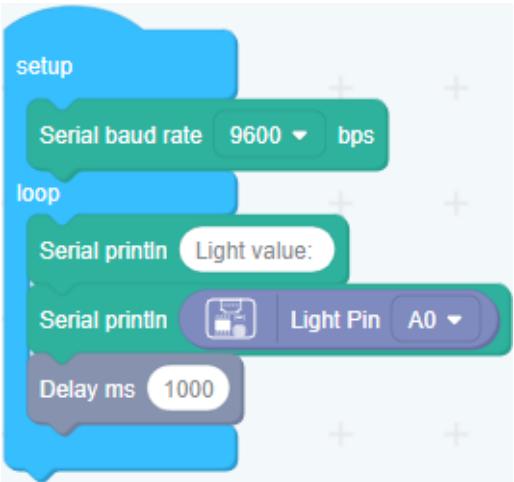 setup
Serial baud rate 9600 bps
loop
Serial println Light value:
Serial println Light Pin A0
Delay ms 1000